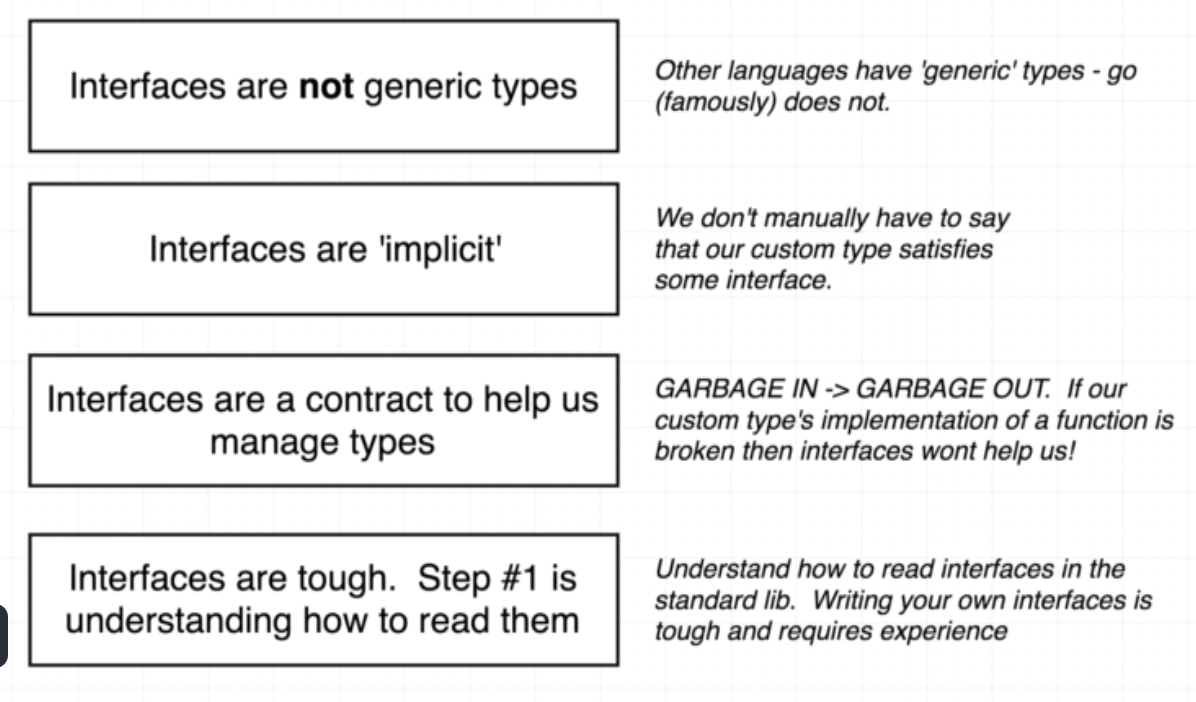 Interfaces are not generic types
Other languages have 'generic' types - go
(famously) does not.
Interfaces are 'implicit'
We don't manually have to say
that our custom type satisfies
some interface.
Interfaces are a contract to help us
manage types
GARBAGE IN -> GARBAGE OUT.  If our
custom type's implementation of a function is
broken then interfaces wont help us!
Interfaces are tough.  Step #1 is
understanding how to read them
Understand how to read interfaces in the
standard lib.  Writing your own interfaces is
tough and requires experience